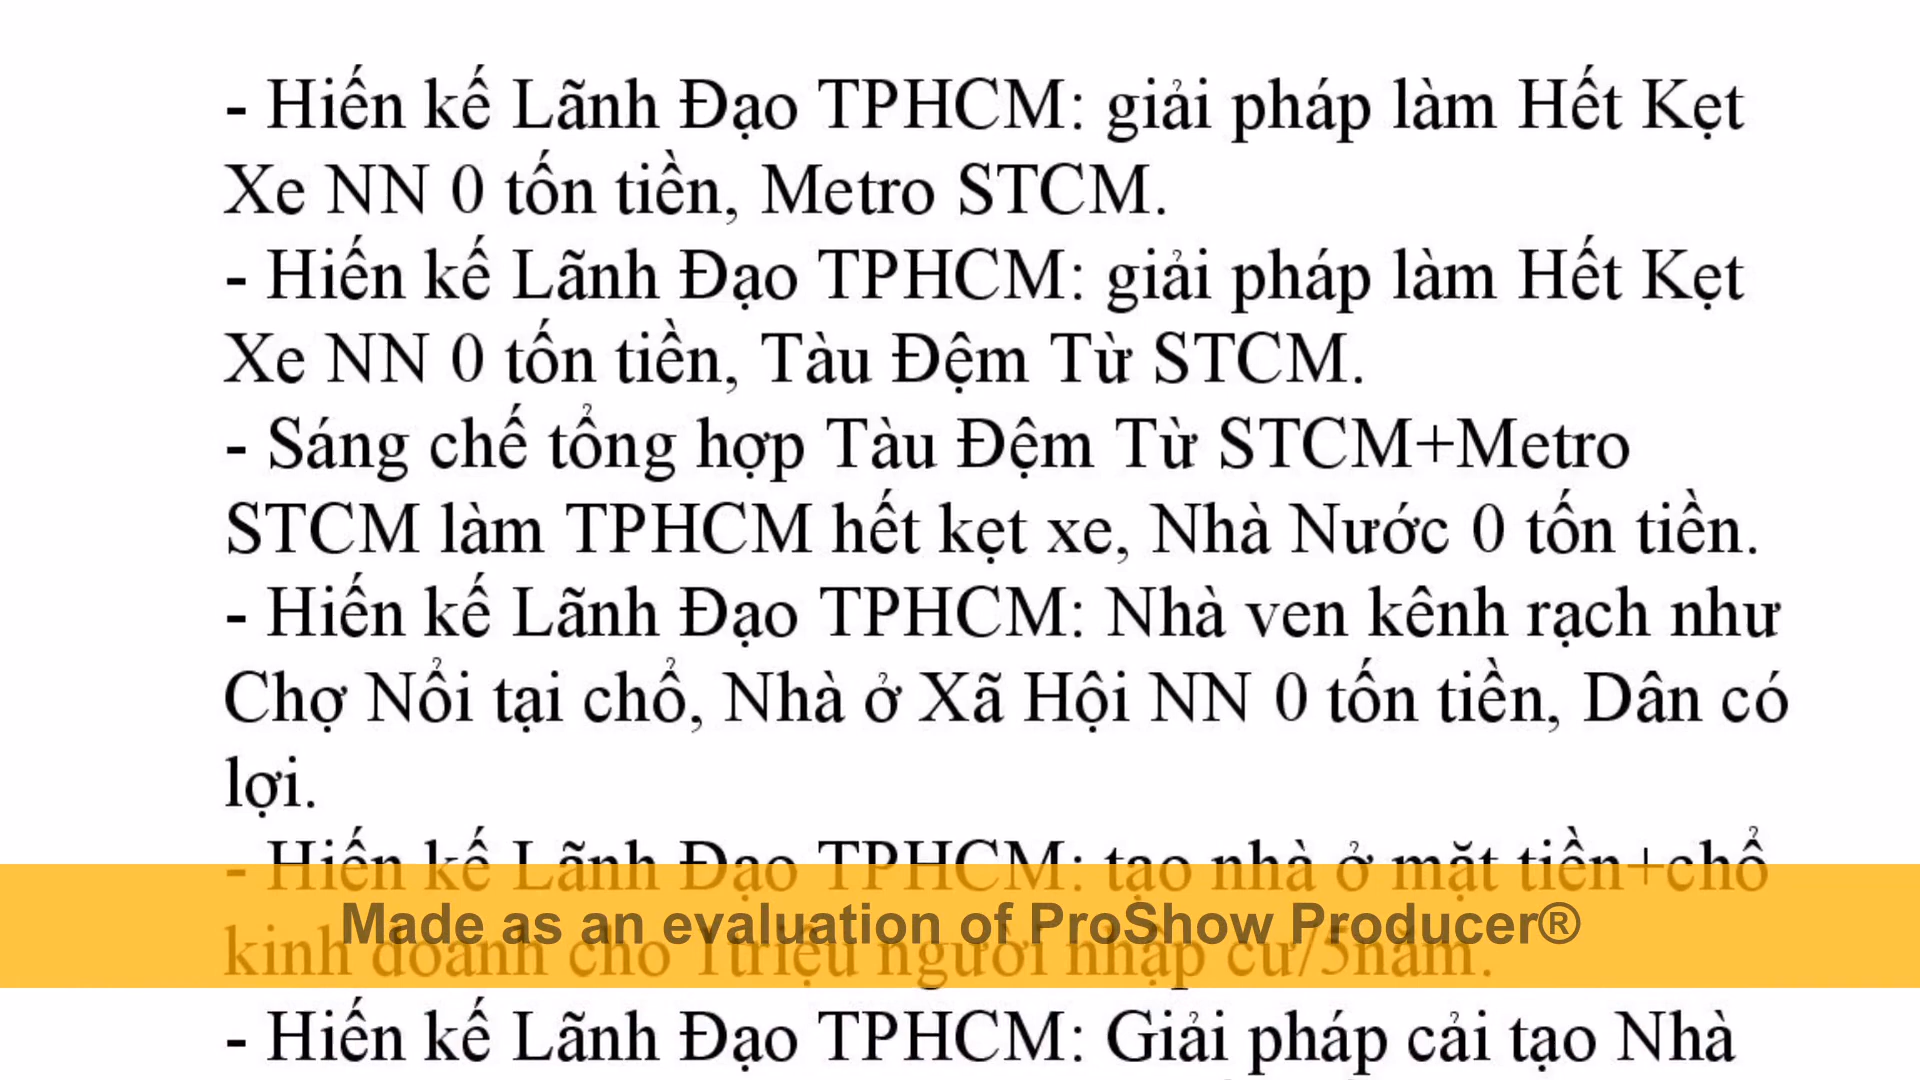 - Hiến kế Lãnh Đạo TPHCM: giải pháp làm Hết Kẹt
Xe NN 0 tốn tiền, Metro STCM.
- Hiến kế Lãnh Đạo TPHCM: giải pháp làm Hết Kẹt
Xe NN 0 tốn tiền, Tàu Đệm Từ STCM.
- Sáng chế tổng hợp Tàu Đệm Từ STCM+Metro
STCM làm TPHCM hết kẹt xe, Nhà Nước 0 tốn tiền.
- Hiến kế Lãnh Đạo TPHCM: Nhà ven kênh rạch như
Chợ Nổi tại chổ, Nhà ở Xã Hội NN 0 tốn tiền, Dân có
lợi.
- Hiến kế Lãnh Đạo TPHCM: tạo nhà ở mặt tiền+chổ
Made as an evaluation of ProShow Producer®
kinh doanh cho 1triệu người nhập cư/5năm.
- Hiến kế Lãnh Đạo TPHCM: Giải pháp cải tạo Nhà